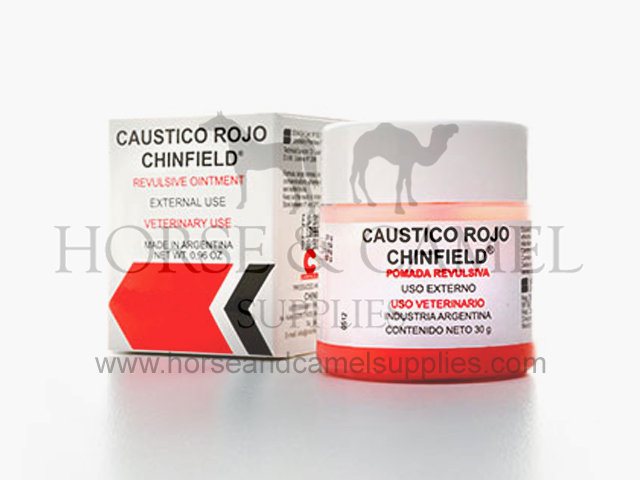 CAUSTICO ROJO
CHINFIELD®
REVULSIVE OINTMENT
EXTERNAL USE
VETERINARY USE
MADE IN ARGENTINA
NET WT. 0.96 OZ
CAUSTICO ROJO
CHINFIELD®
POMADA REVULSIVA
USO EXTERNO
USO VETERINARIO
INDUSTRIA ARGENTINA
CONTENIDO NETO 30 g
HORSE & CAMEL
SUPPLIES
www.horseandcamelsupplies.com